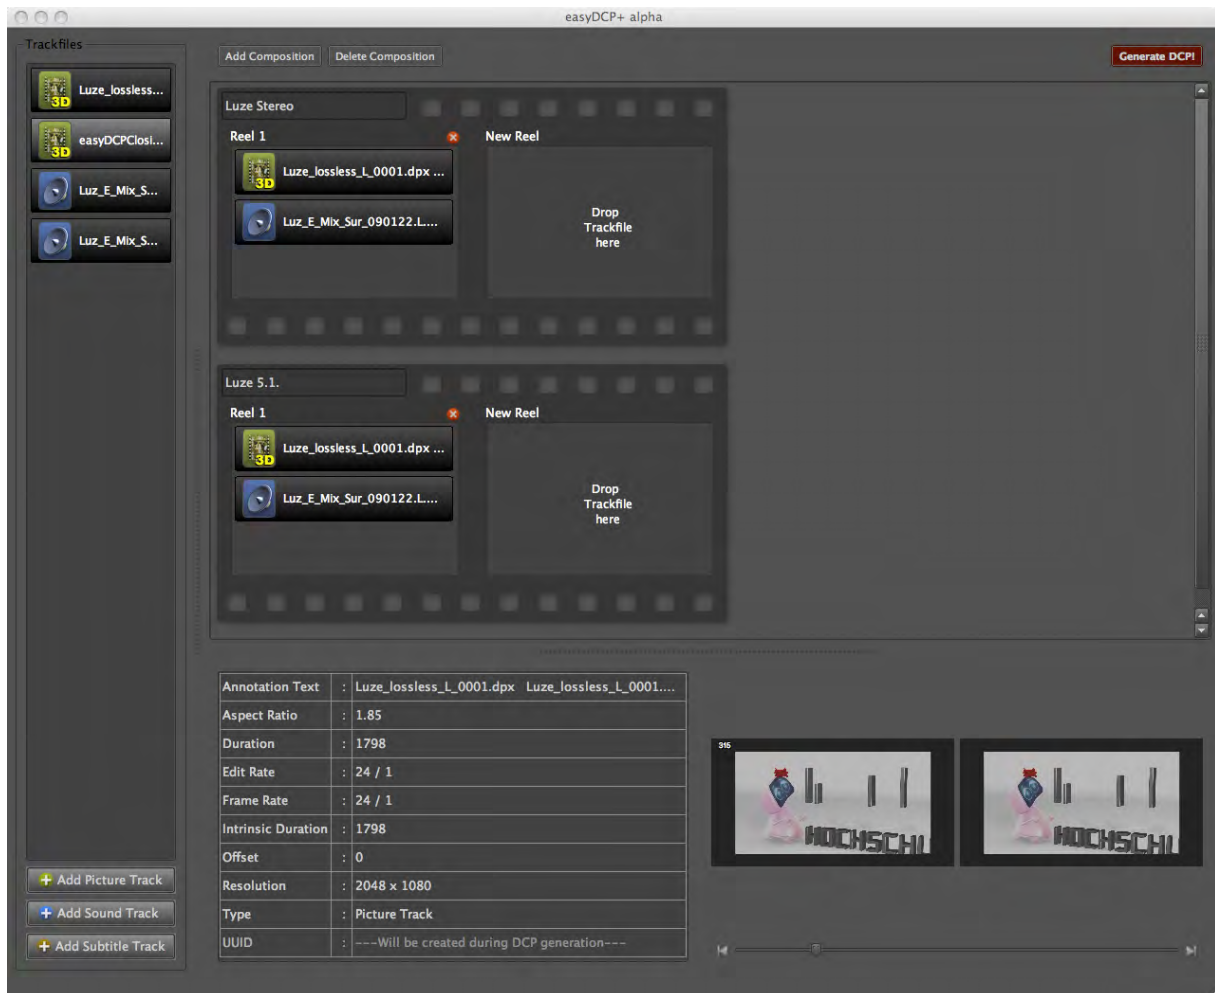 easyDCP+ alpha
Trackfiles
Add Composition
Delete Composition
Generate DCP!
3D
Luze_lossless...
3D
easyDCPClosi...
Luz_E_Mix_S...
Luz_E_Mix_S...
Luze Stereo
Reel 1
New Reel
3D
Luze_lossless_L_0001.dpx ...
Luz_E_Mix_Sur_090122.L....
Drop
Trackfile
here
Luze 5.1.
Reel 1
New Reel
3D
Luze_lossless_L_0001.dpx ...
Luz_E_Mix_Sur_090122.L....
Drop
Trackfile
here
Annotation Text : Luze_lossless_L_0001.dpx Luze_lossless_L_0001....
Aspect Ratio : 1.85
Duration : 1798
Edit Rate : 24 / 1
Frame Rate : 24 / 1
Intrinsic Duration : 1798
Offset : 0
Resolution : 2048 x 1080
Type : Picture Track
UUID : ---Will be created during DCP generation---
315
HOCHSCHU
HOCHSCHU
+ Add Picture Track
+ Add Sound Track
+ Add Subtitle Track